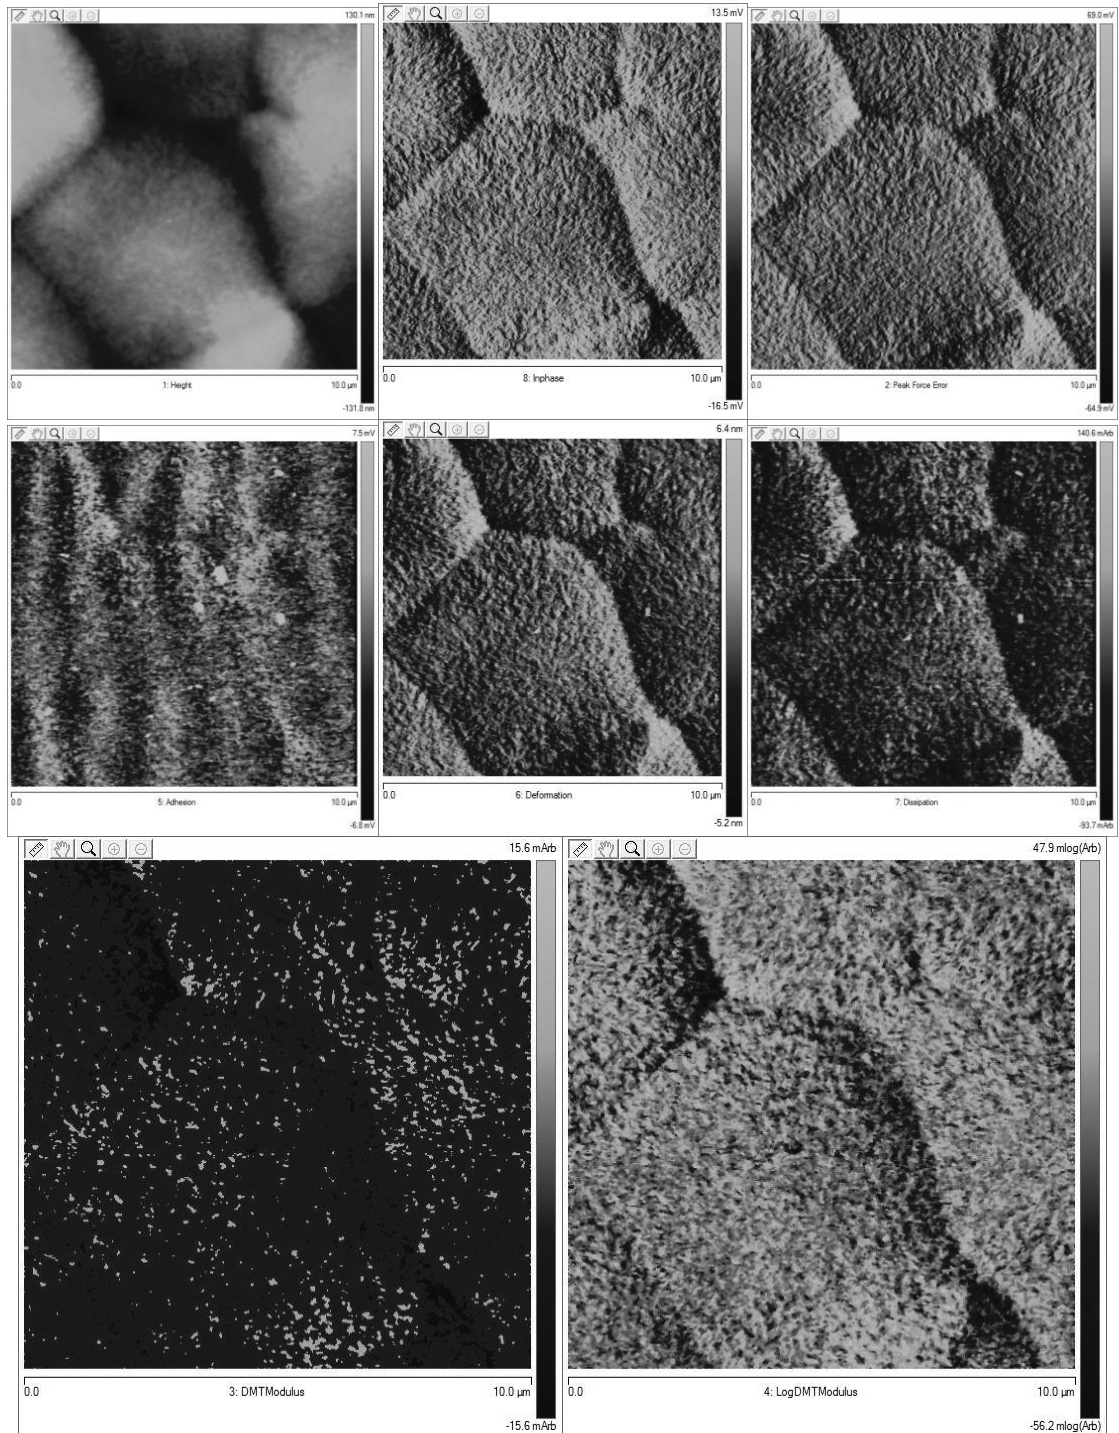 130.1 nm
0.0 1: Height 10.0 µm
-131.8 nm
13.5 mV
0.0 8: Inphase 10.0 µm
-16.5 mV
69.0 mV
0.0 2: Peak Force Error 10.0 µm
-64.9 mV
7.5 mV
0.0 5: Adhesion 10.0 µm
-6.8 mV
6.4 nm
0.0 6: Deformation 10.0 µm
-5.2 nm
140.6 mArb
0.0 7: Dissipation 10.0 µm
-93.7 mArb
15.6 mArb
0.0 3: DMTModulus 10.0 µm
-15.6 mArb
47.9 mlog(Arb)
0.0 4: LogDMTModulus 10.0 µm
-56.2 mlog(Arb)